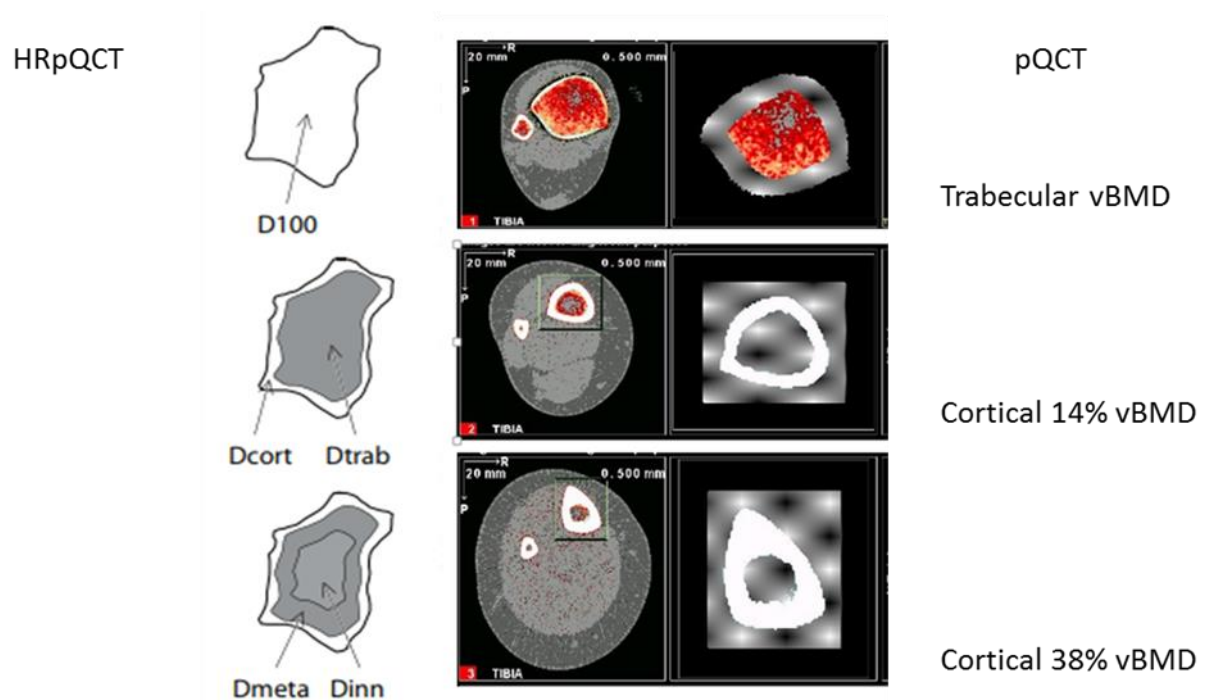 HRpQCT
pQCT
D100
R
20 mm
0.500 mm
P
1 TIBIA
Trabecular vBMD
Dcort Dtrab
R
20 mm
0.500 mm
P
2 TIBIA
Cortical 14% vBMD
Dmeta Dinn
R
20 mm
0.500 mm
P
3 TIBIA
Cortical 38% vBMD